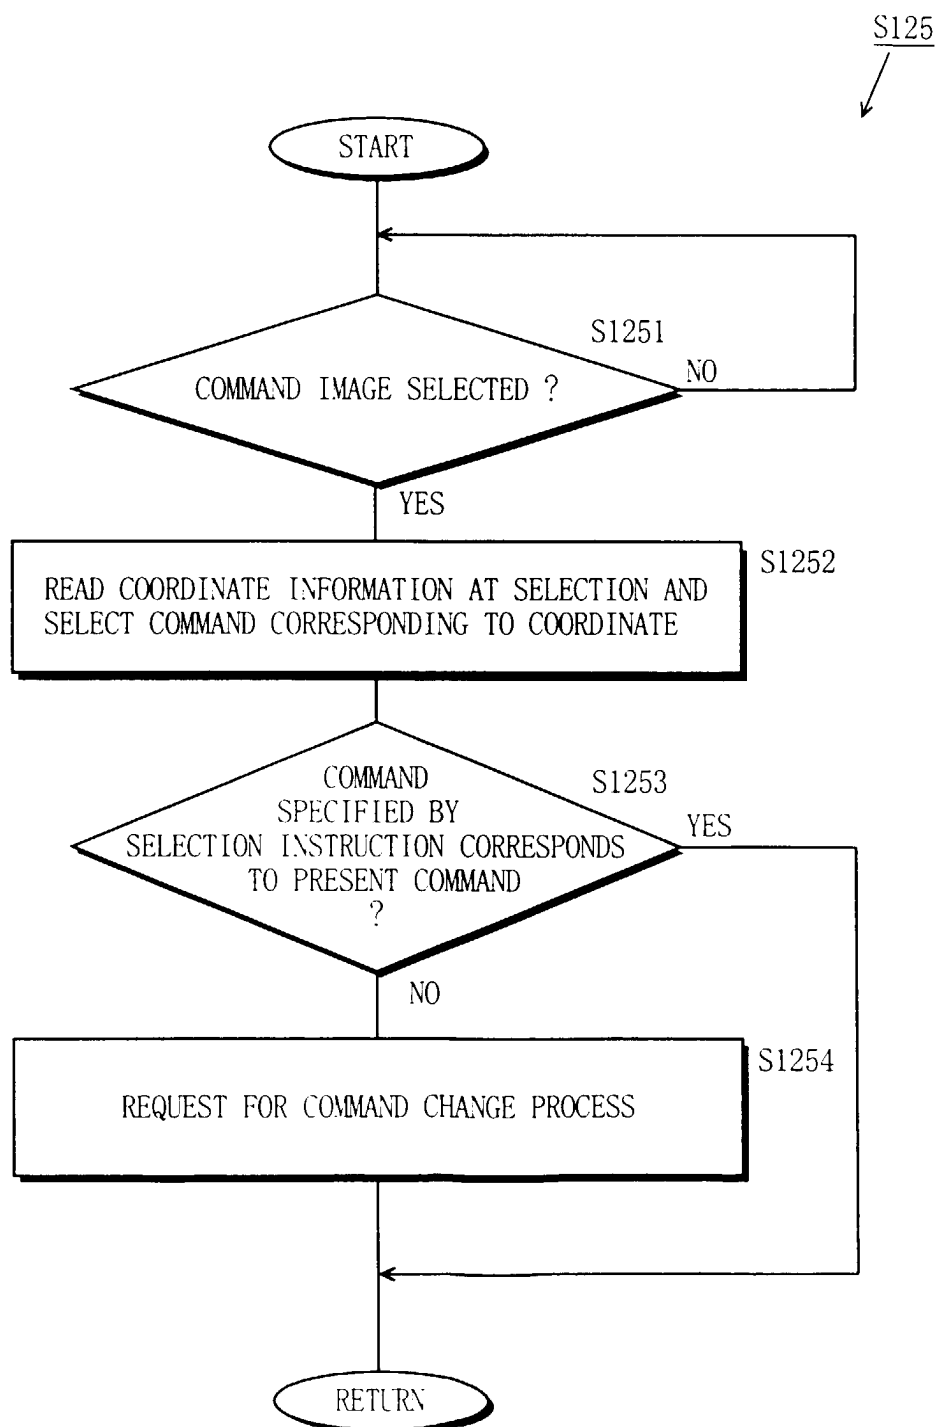 S125
START
S1251
NO
COMMAND IMAGE SELECTED ?
YES
S1252
READ COORDINATE INFORMATION AT SELECTION AND
SELECT COMMAND CORRESPONDING TO COORDINATE
S1253
COMMAND
SPECIFIED BY
YES
SELECTION INSTRUCTION CORRESPONDS
TO PRESENT COMMAND
?
NO
S1254
REQUEST FOR COMMAND CHANGE PROCESS
RETURN